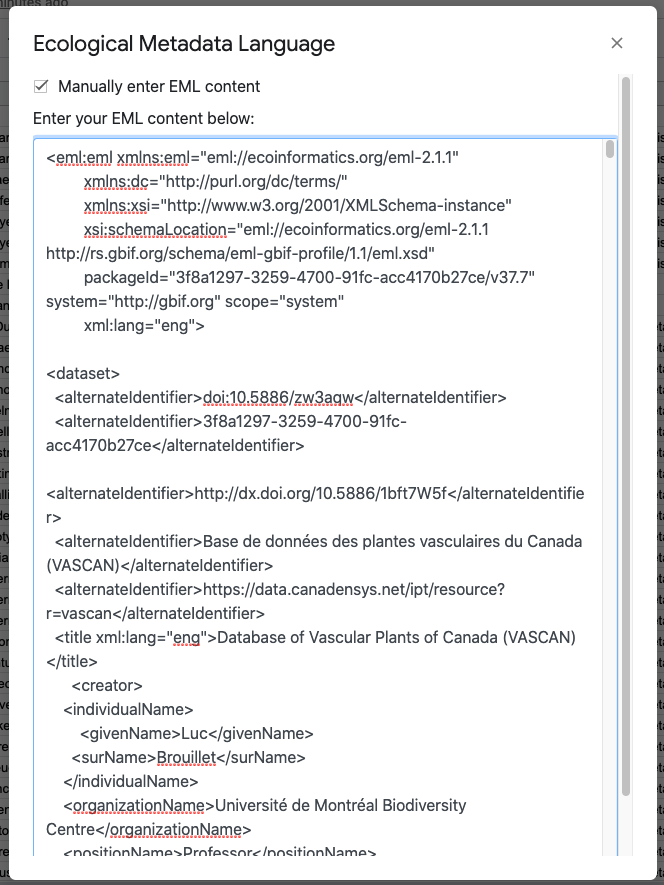 minutes ago
Ecological Metadata Language
Manually enter EML content
Enter your EML content below:
<eml:eml xmlns:eml="eml://ecoinformatics.org/eml-2.1.1"
xmlns:dc="http://purl.org/dc/terms/"
xmlns:xsi="http://www.w3.org/2001/XMLSchema-instance"
xsi:schemaLocation="eml://ecoinformatics.org/eml-2.1.1
http://rs.gbif.org/schema/eml-gbif-profile/1.1/eml.xsd"
packageId="3f8a1297-3259-4700-91fc-acc4170b27ce/v37.7"
system="http://gbif.org" scope="system"
xml:lang="eng">
<dataset>
<alternateIdentifier>doi:10.5886/zw3aqw</alternateIdentifier>
<alternateIdentifier>3f8a1297-3259-4700-91fc-
acc4170b27ce</alternateIdentifier>
<alternateIdentifier>http://dx.doi.org/10.5886/1bft7W5f</alternateIdentifie
r>
<alternateIdentifier>Base de données des plantes vasculaires du Canada
(VASCAN)</alternateIdentifier>
<alternateIdentifier>https://data.canadensys.net/ipt/resource?
r=vascan</alternateIdentifier>
<title xml:lang="eng">Database of Vascular Plants of Canada (VASCAN)
</title>
<creator>
<individualName>
<givenName>Luc</givenName>
<surName>Brouillet</surName>
</individualName>
<organizationName>Université de Montréal Biodiversity
Centre</organizationName>
<positionName>Professor</positionName>